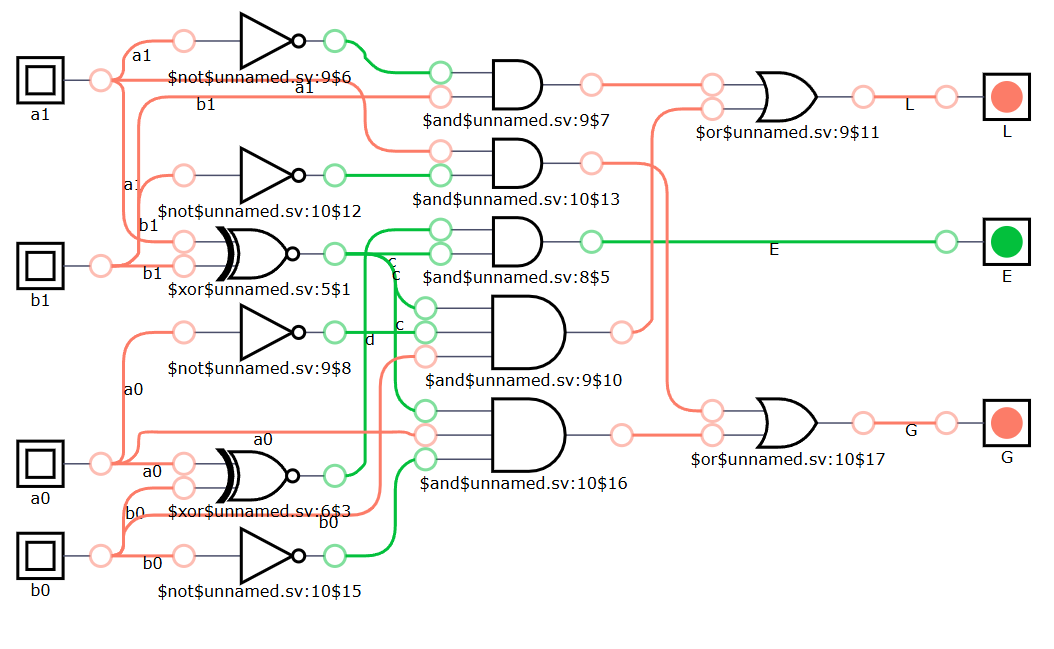 a1
$not$unnamed.sv:9$6
a1
b1
a1
$and$unnamed.sv:9$7
L
$or$unnamed.sv:9$11
L
a1
$not$unnamed.sv:10$12
$and$unnamed.sv:10$13
b1
E
E
c
c
b1
$xor$unnamed.sv:5$1
$and$unnamed.sv:8$5
b1
c
d
$not$unnamed.sv:9$8
$and$unnamed.sv:9$10
a0
a0
G
G
$or$unnamed.sv:10$17
a0
a0
$and$unnamed.sv:10$16
b0
$xor$unnamed.sv:6$3
b0
b0
b0
$not$unnamed.sv:10$15